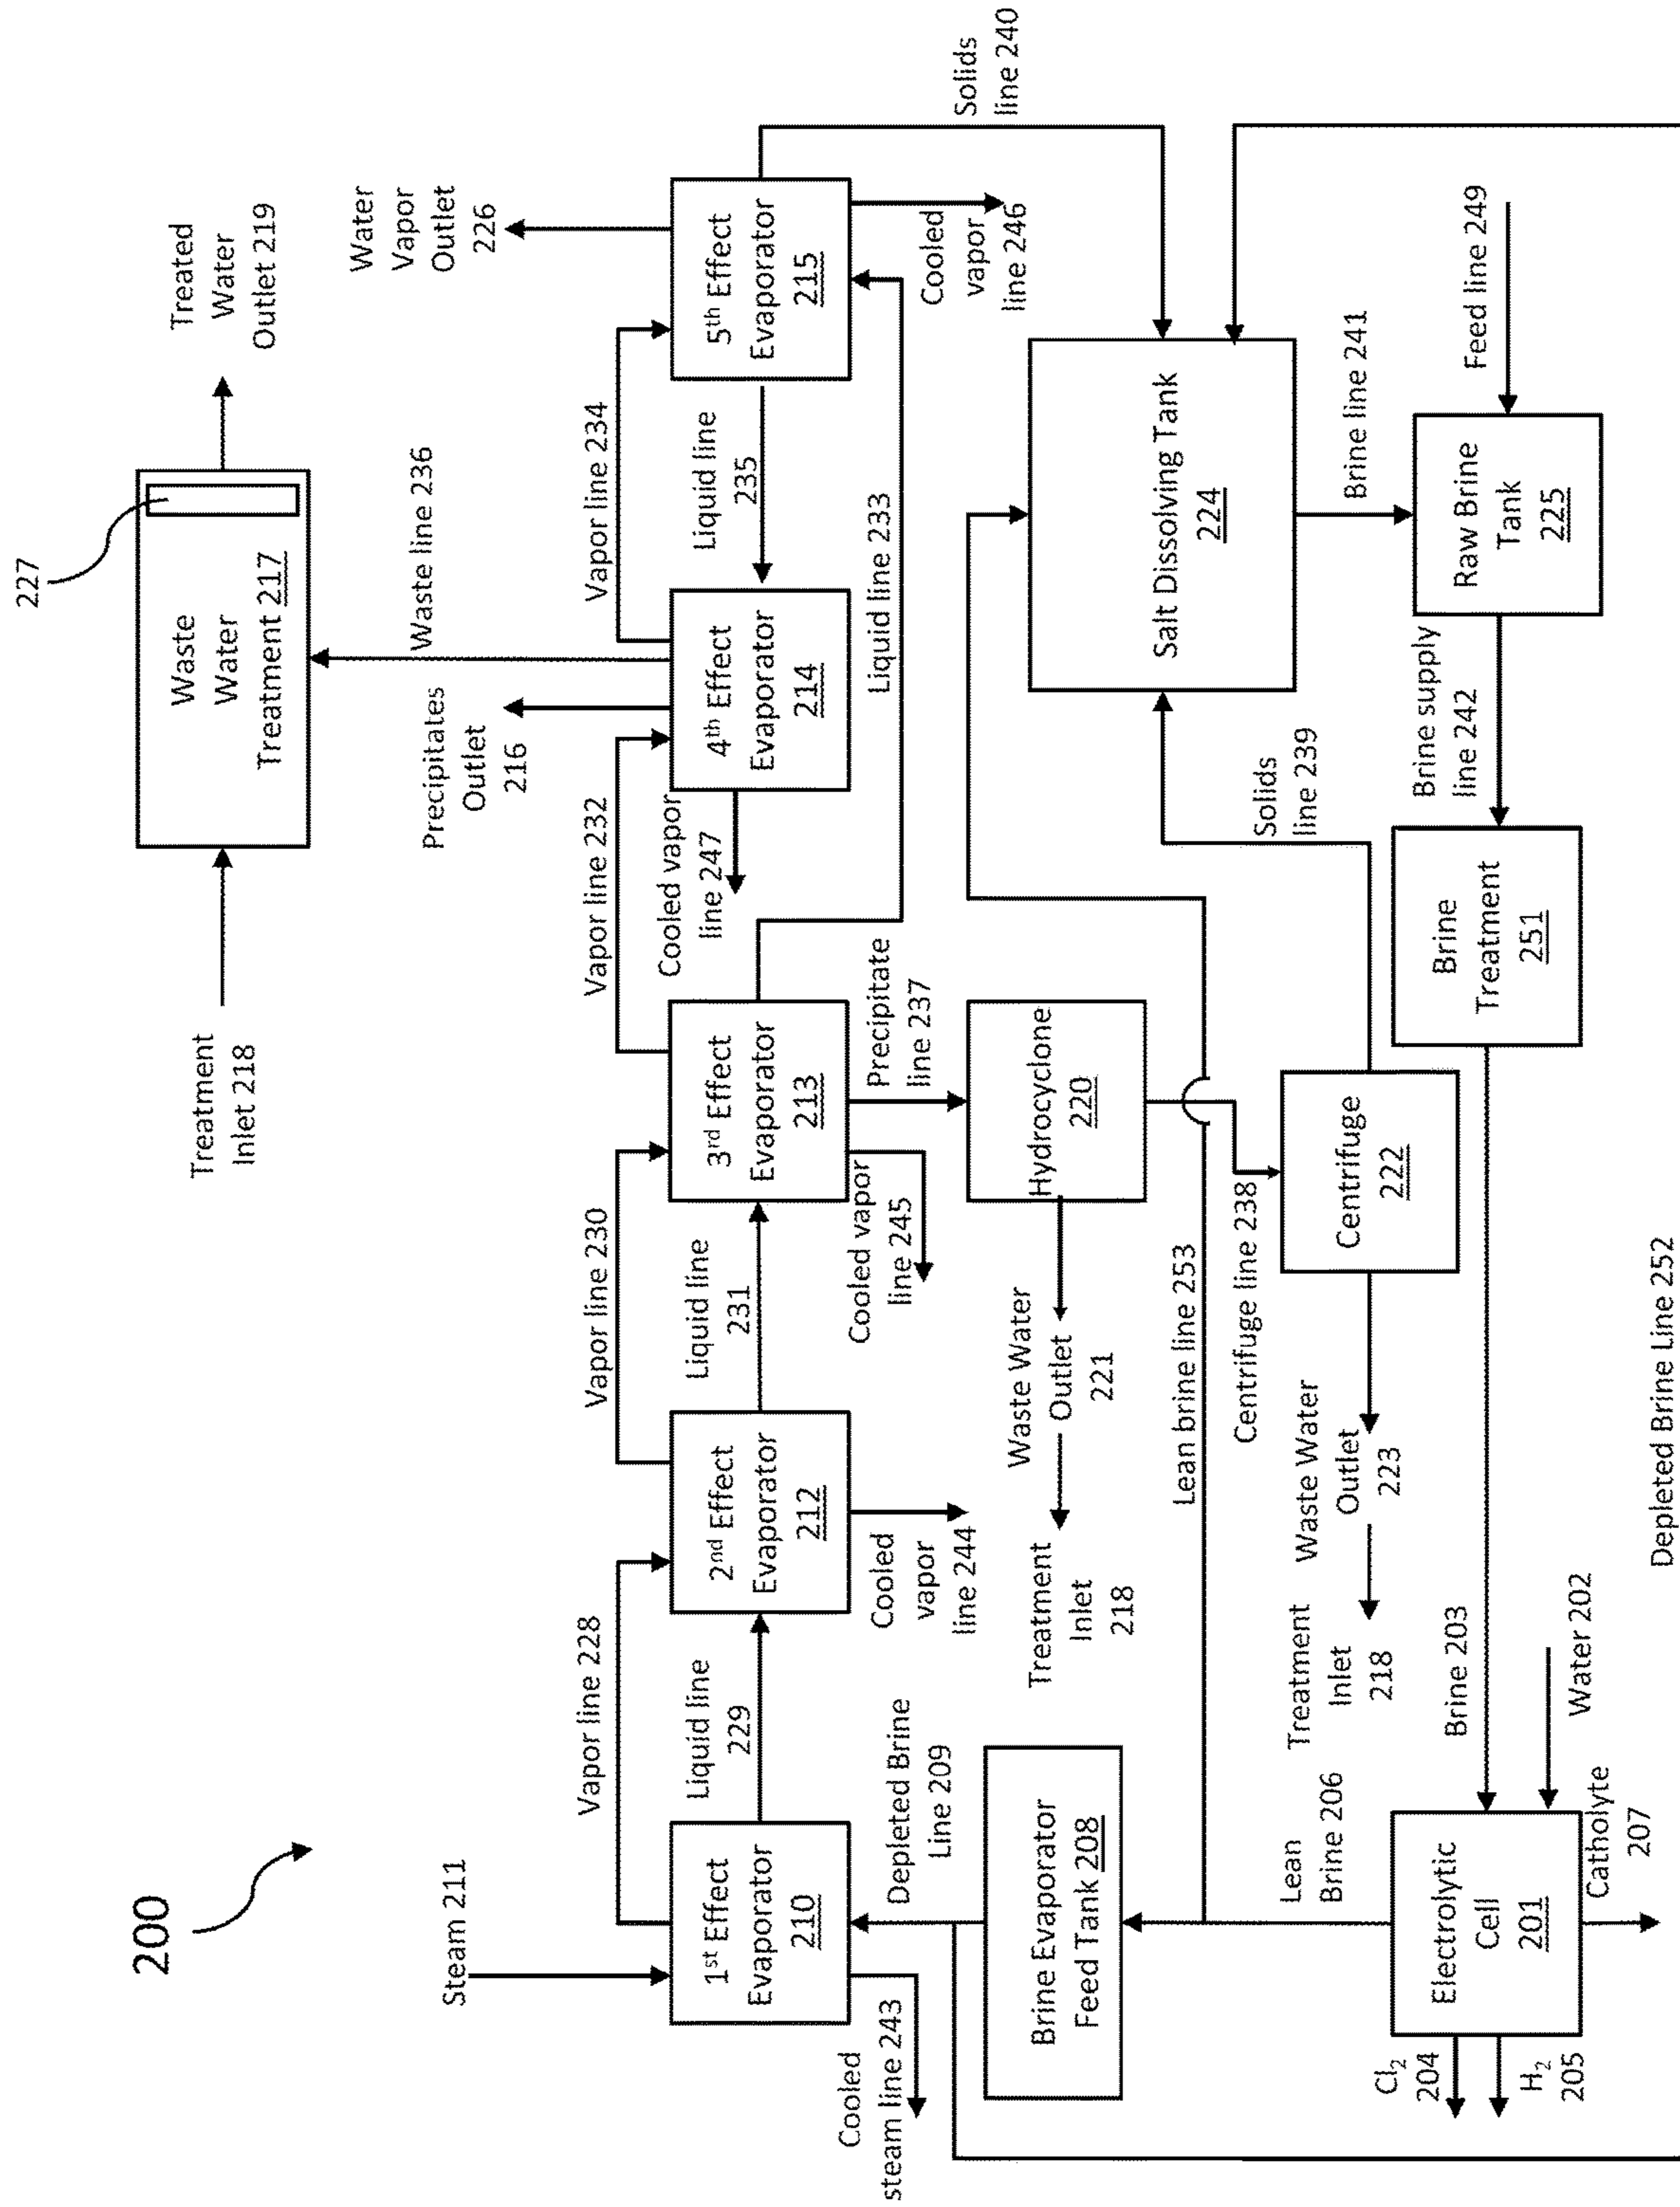 200
227
Waste
Water
Treatment 217
Treatment
Inlet 218
Treated
Water
Outlet 219
Waste line 236
Precipitates
Outlet
216
Water
Vapor
Outlet
226
Steam 211
Vapor line 228
Vapor line 230
Vapor line 232
Vapor line 234
1st Effect
Evaporator
210
Liquid line
229
2nd Effect
Evaporator
212
Liquid line
231
3rd Effect
Evaporator
213
4th Effect
Evaporator
214
Liquid line
235
5th Effect
Evaporator
215
Cooled
steam line 243
Depleted Brine
Line 209
Cooled
vapor
line 244
Cooled vapor
line 245
Precipitate
line 237
Cooled vapor
line 247
Liquid line 233
Cooled
vapor
line 246
Solids
line 240
Brine Evaporator
Feed Tank 208
Hydrocyclone
220
Waste Water
Outlet
221
Treatment
Inlet
218
Salt Dissolving Tank
224
Lean brine line 253
Centrifuge line 238
Centrifuge
222
Waste Water
Outlet
223
Treatment
Inlet
218
Solids
line 239
Brine line 241
Feed line 249
Raw Brine
Tank
225
Brine supply
line 242
Brine
Treatment
251
Lean
Brine 206
Brine 203
Water 202
Electrolytic
Cell
201
Cl2
204
H2
205
Catholyte
207
Depleted Brine Line 252